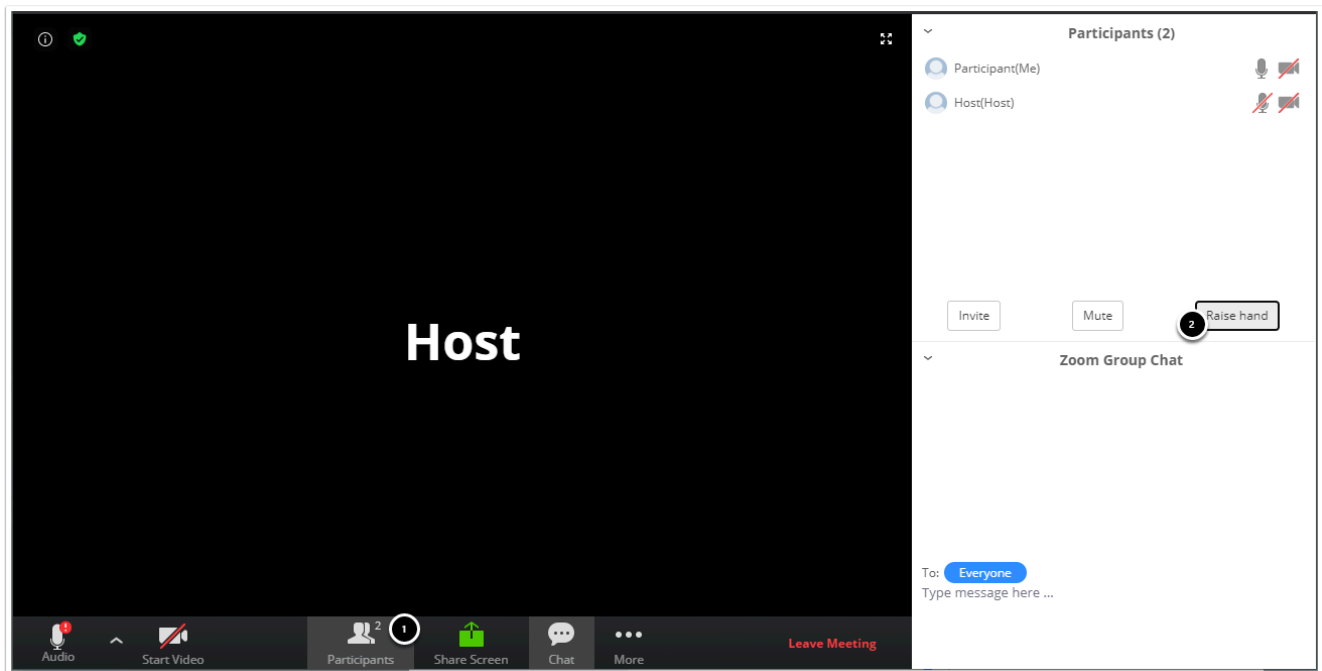 Participants (2)
Participant(Me)
Host(Host)
Invite
Mute
2
Raise hand
Host
Zoom Group Chat
To: Everyone
Type message here ...
Audio
Start Video
2
1
Participants
Share Screen
Chat
More
Leave Meeting